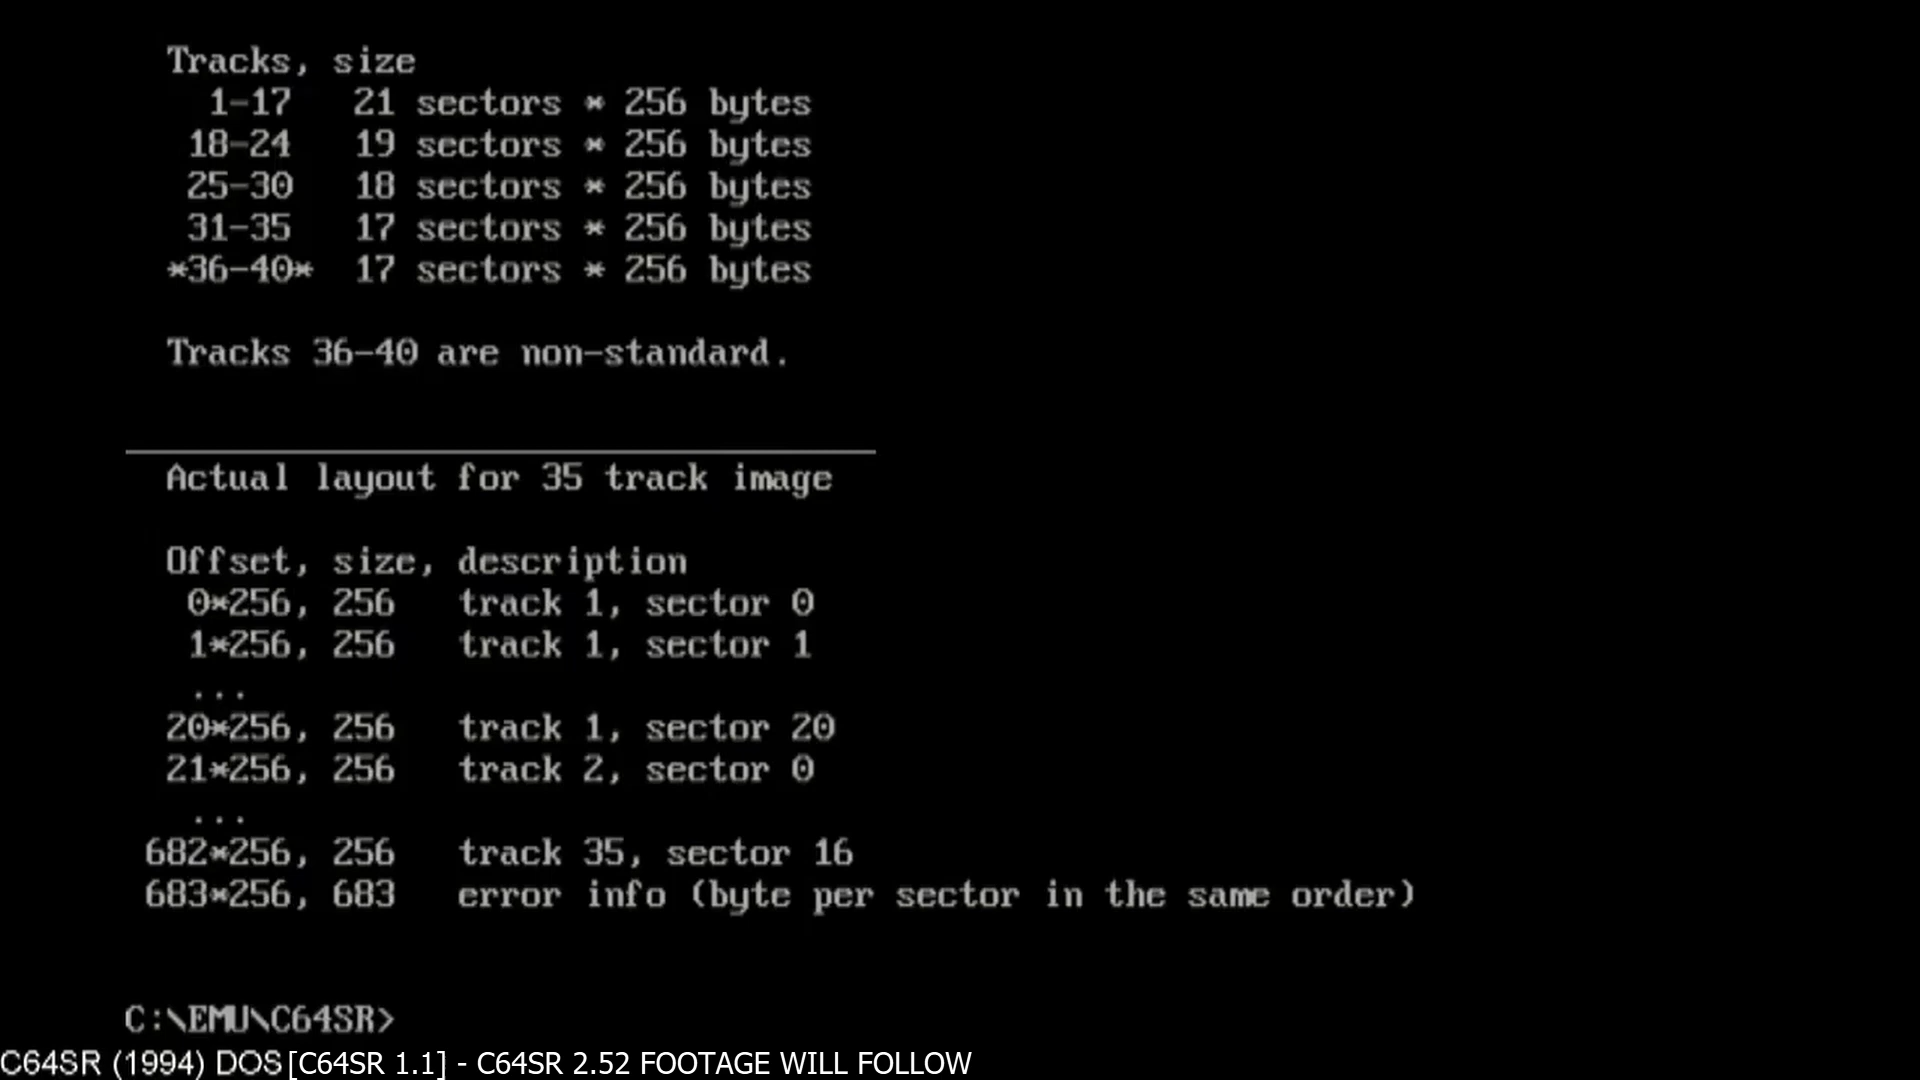 Tracks, size
1-17 21 sectors * 256 bytes
18-24 19 sectors * 256 bytes
25-30 18 sectors * 256 bytes
31-35 17 sectors * 256 bytes
*36-40* 17 sectors * 256 bytes
Tracks 36-40 are non-standard.
Actual layout for 35 track image
Offset, size, description
0*256, 256 track 1, sector 0
1*256, 256 track 1, sector 1
...
20*256, 256 track 1, sector 20
21*256, 256 track 2, sector 0
...
682*256, 256 track 35, sector 16
683*256, 683 error info (byte per sector in the same order)
C:\EMU\C64SR>
C64SR (1994) DOS [C64SR 1.1] - C64SR 2.52 FOOTAGE WILL FOLLOW